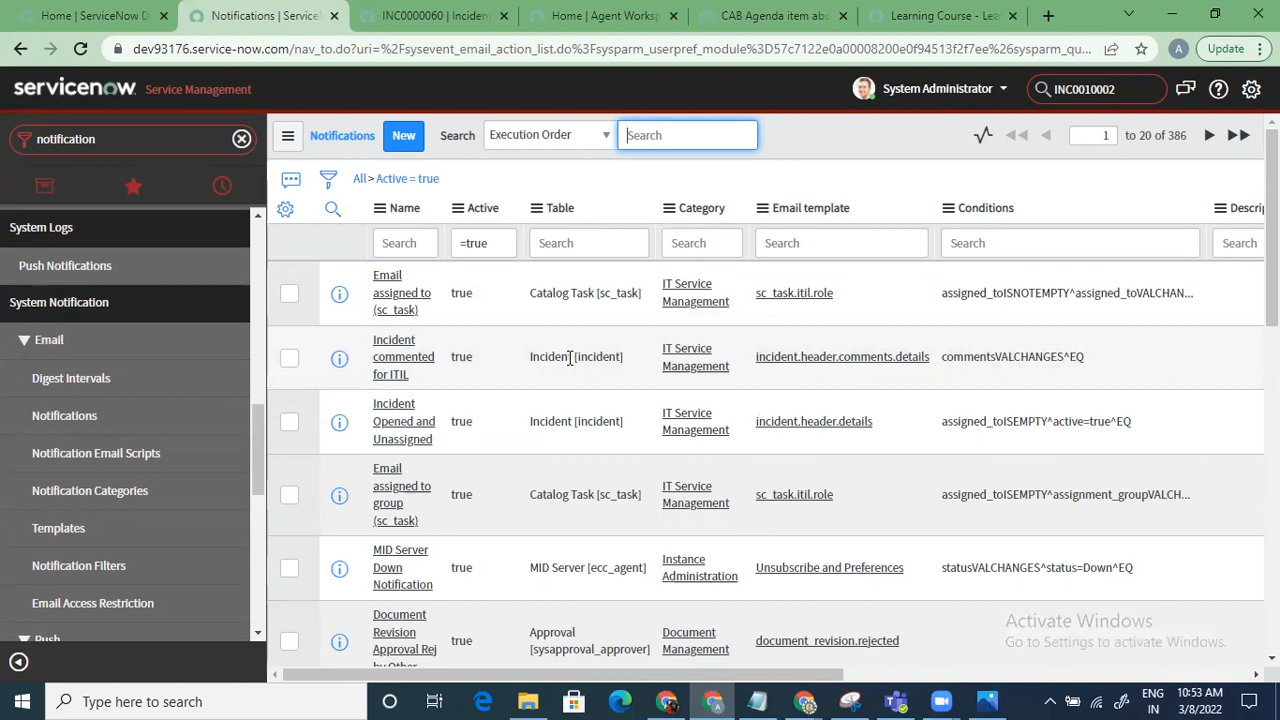 Home | ServiceNow D
Notifications | ServiceN
INC0000060 | Incident
Home | Agent Worksp
CAB Agenda item abo
Learning Course - Lea
dev93176.service-now.com/nav_to.do?uri=%2Fsysevent_email_action_list.do%3Fsysparm_userpref_module%3D57c7122e0a00008200e0f94513f2f7ee%26sysparm_qu...
A
Update
servicenow Service Management
System Administrator
INC0010002
notification
Notifications
New
Search
Execution Order
Search
1
to 20 of 386
All > Active = true
Name
Active
Table
Category
Email template
Conditions
Descrip
Search
=true
Search
Search
Search
Search
Search
System Logs
Push Notifications
System Notification
Email
Digest Intervals
Notifications
Notification Email Scripts
Notification Categories
Templates
Notification Filters
Email Access Restriction
Push
Email
assigned to
(sc_task)
true
Catalog Task [sc_task]
IT Service
Management
sc_task.itil.role
assigned_toISNOTEMPTY^assigned_toVALCHAN...
Incident
commented
for ITIL
true
Incident [incident]
IT Service
Management
incident.header.comments.details
commentsVALCHANGES^EQ
Incident
Opened and
Unassigned
true
Incident [incident]
IT Service
Management
incident.header.details
assigned_toISEMPTY^active=true^EQ
Email
assigned to
group
(sc_task)
true
Catalog Task [sc_task]
IT Service
Management
sc_task.itil.role
assigned_toISEMPTY^assignment_groupVALCH...
MID Server
Down
Notification
true
MID Server [ecc_agent]
Instance
Administration
Unsubscribe and Preferences
statusVALCHANGES^status=Down^EQ
Document
Revision
Approval Rej
by Other
true
Approval
[sysapproval_approver]
Document
Management
document_revision.rejected
Activate Windows
Go to Settings to activate Windows.
Type here to search
ENG
IN
10:53 AM
3/8/2022